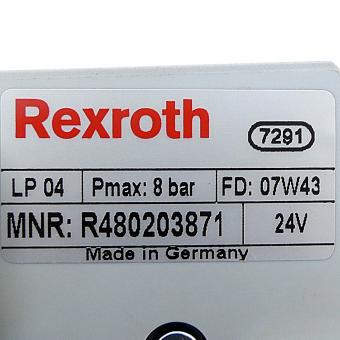 Rexroth
7291
LP 04 Pmax: 8 bar FD: 07W43
MNR: R480203871 24V
Made in Germany